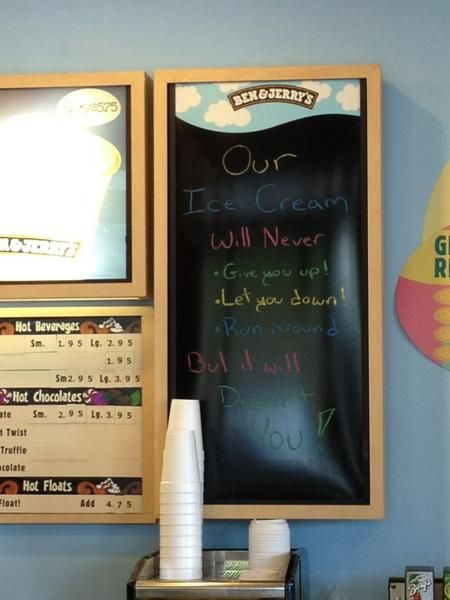 $5.75
BEN & JERRY'S
Our
Ice Cream
Will Never
• Give you up!
• Let you down!
• Run around
But it will
Desert
You!
BEN & JERRY'S
Hot Beverages
Sm. 1.95 Lg. 2.95
1.95
Sm 2.95 Lg. 3.95
Hot Chocolates
ate Sm. 2.95 Lg. 3.95
t Twist
Truffle
ocolate
Hot Floats
Float! Add 4.75
G
R